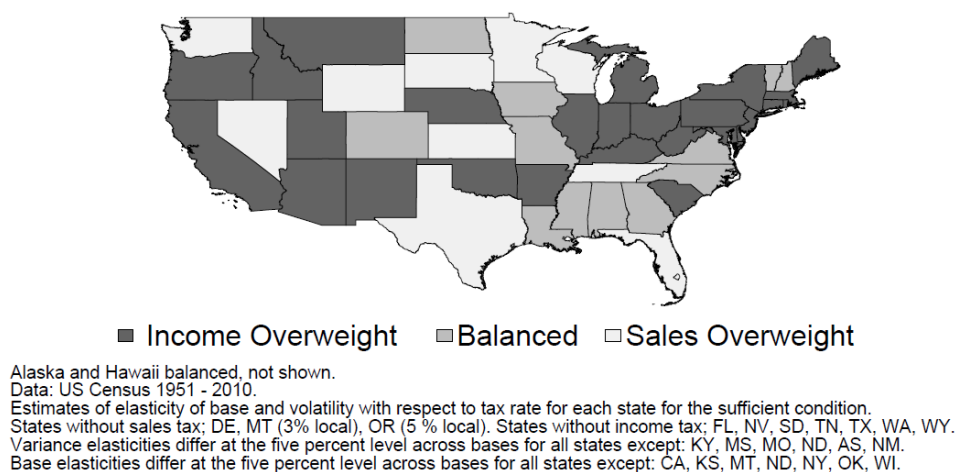 Income Overweight Balanced Sales Overweight
Alaska and Hawaii balanced, not shown.
Data: US Census 1951 - 2010.
Estimates of elasticity of base and volatility with respect to tax rate for each state for the sufficient condition.
States without sales tax; DE, MT (3% local), OR (5 % local). States without income tax; FL, NV, SD, TN, TX, WA, WY.
Variance elasticities differ at the five percent level across bases for all states except: KY, MS, MO, ND, AS, NM.
Base elasticities differ at the five percent level across bases for all states except: CA, KS, MT, ND, NY, OK, WI.